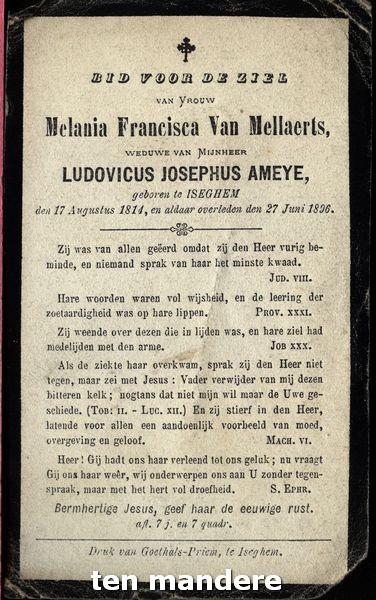 BID VOOR DE ZIEL
VAN VROUW
Melania Francisca Van Mellaerts,
WEDUWE VAN MIJNHEER
LUDOVICUS JOSEPHUS AMEYE,
geboren te ISEGHEM
den 17 Augustus 1814, en aldaar overleden den 27 Juni 1896.
Zij was van allen geëerd omdat zij den Heer vurig be-
minde, en niemand sprak van haar het minste kwaad.
JUD. VIII.
Hare woorden waren vol wijsheid, en de leering der
zoetaardigheid was op hare lippen. PROV. XXXI.
Zij weende over dezen die in lijden was, en hare ziel had
medelijden met den arme. JOB XXX.
Als de ziekte haar overkwam, sprak zij den Heer niet
tegen, maar zei met Jesus : Vader verwijder van mij dezen
bitteren kelk ; nogtans dat niet mijn wil maar de Uwe ge-
schiede. (TOB: II. - LUC. XII.) En zij stierf in den Heer,
latende voor allen een aandoenlijk voorbeeld van moed,
overgeving en geloof. MACH. VI.
Heer! Gij hadt ons haar verleend tot ons geluk ; nu vraagt
Gij ons haar weêr, wij onderwerpen ons aan U zonder tegen-
spraak, maar met het hert vol droefheid. S. EPHR.
Bermhertige Jesus, geef haar de eeuwige rust.
afl. 7 j. en 7 quadr.
Druk van Goethals-Priem, te Iseghem.
ten mandere